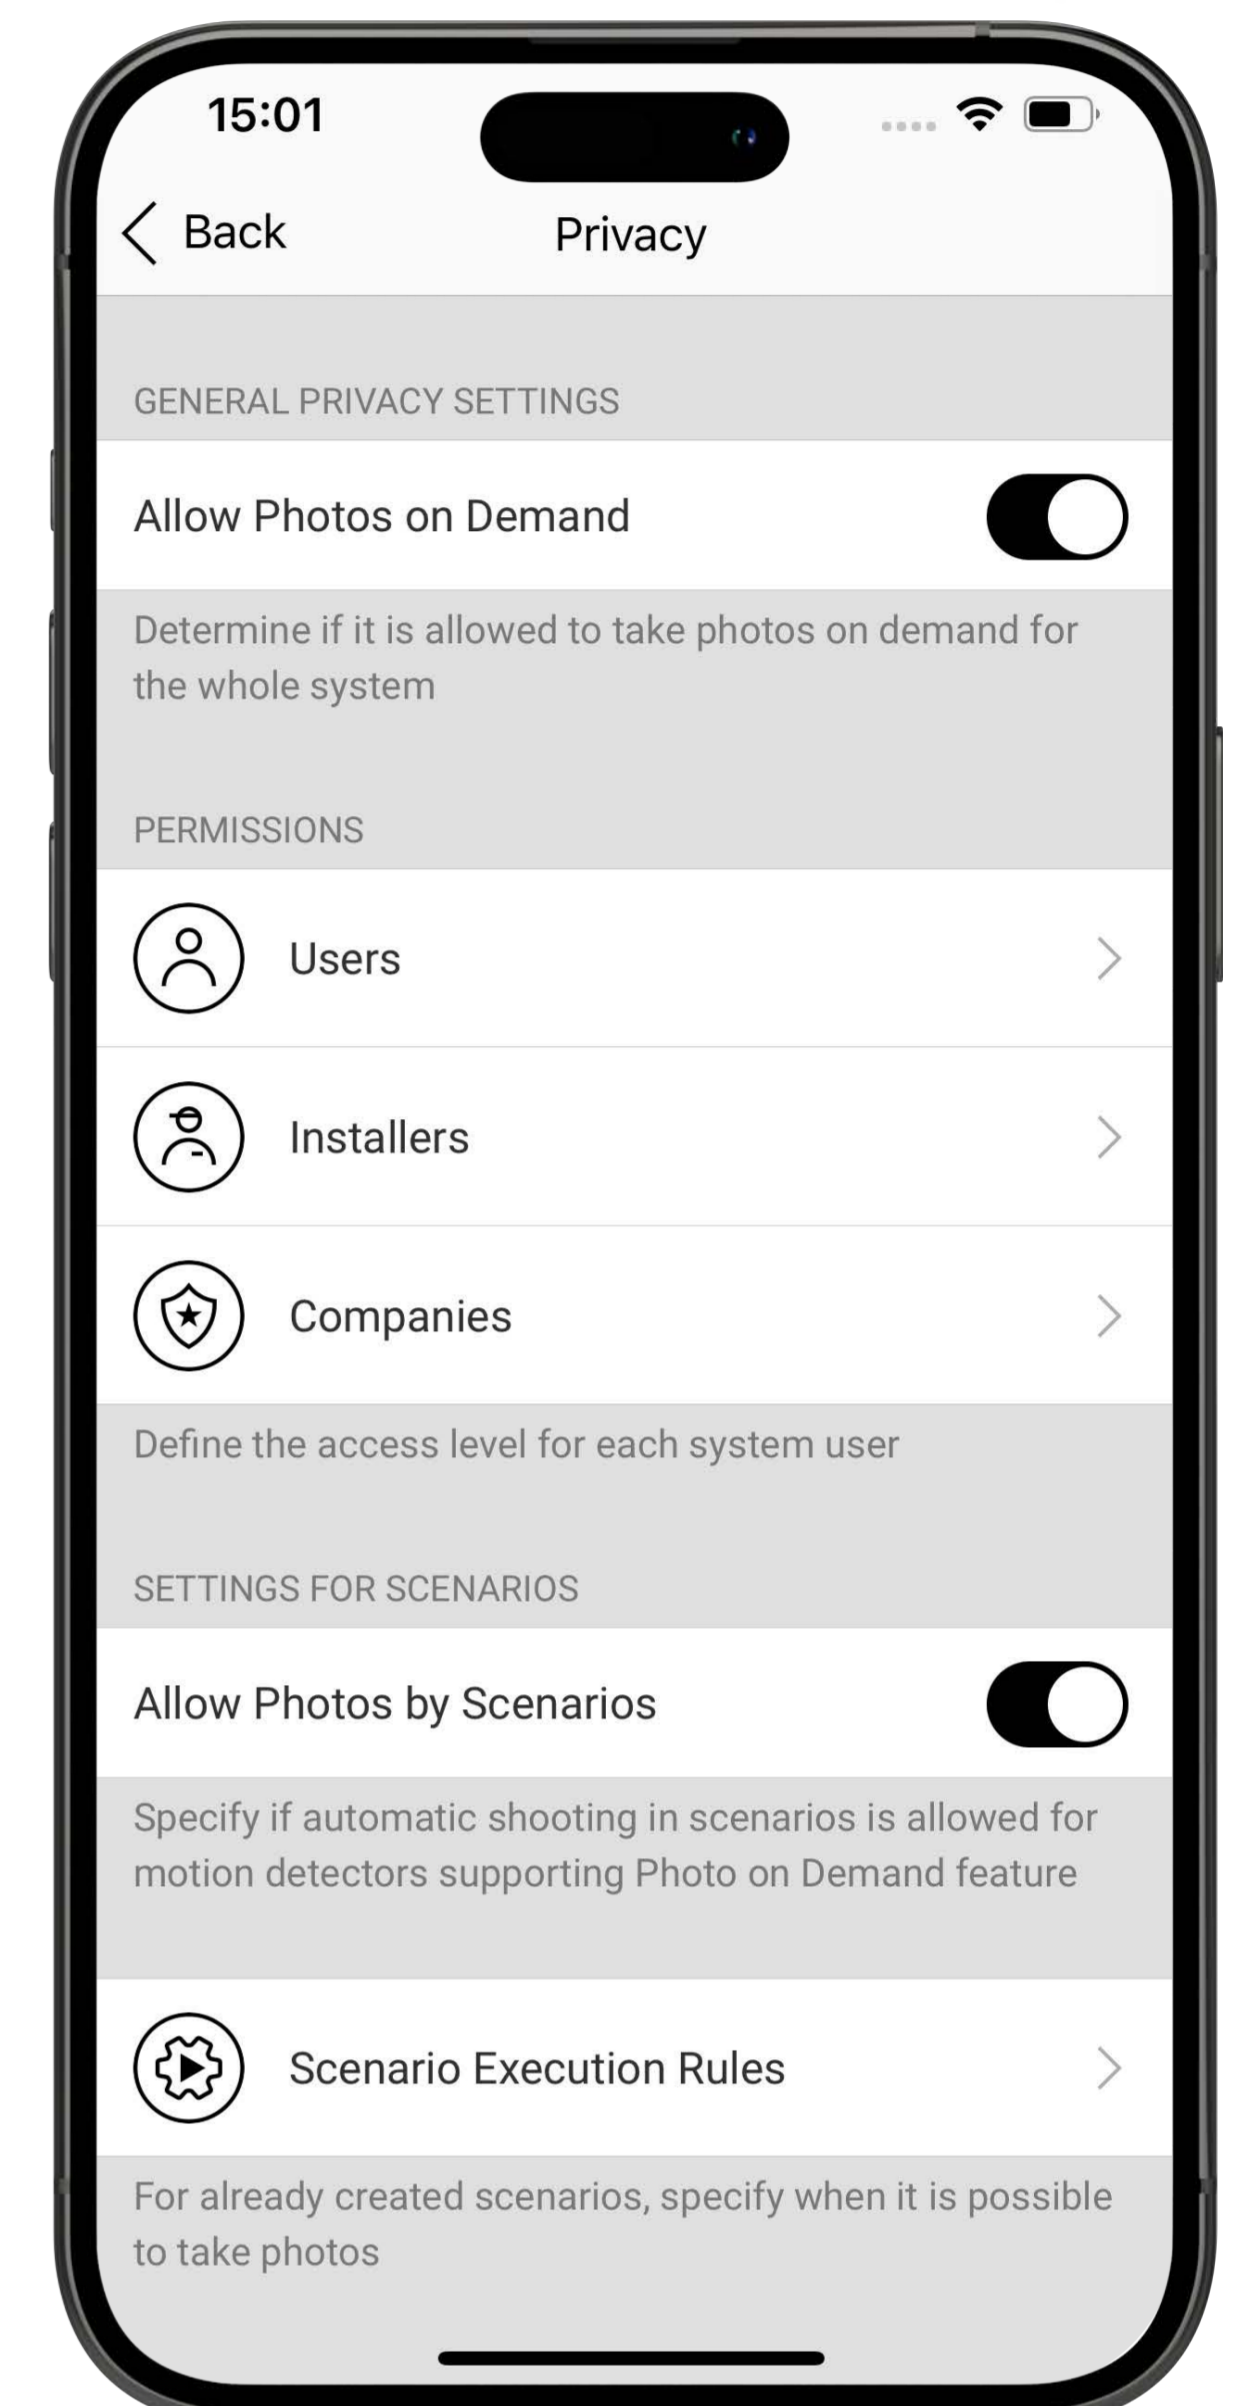 15:01
Back
Privacy
GENERAL PRIVACY SETTINGS
Allow Photos on Demand
Determine if it is allowed to take photos on demand for
the whole system
PERMISSIONS
Users
Installers
Companies
Define the access level for each system user
SETTINGS FOR SCENARIOS
Allow Photos by Scenarios
Specify if automatic shooting in scenarios is allowed for
motion detectors supporting Photo on Demand feature
Scenario Execution Rules
For already created scenarios, specify when it is possible
to take photos